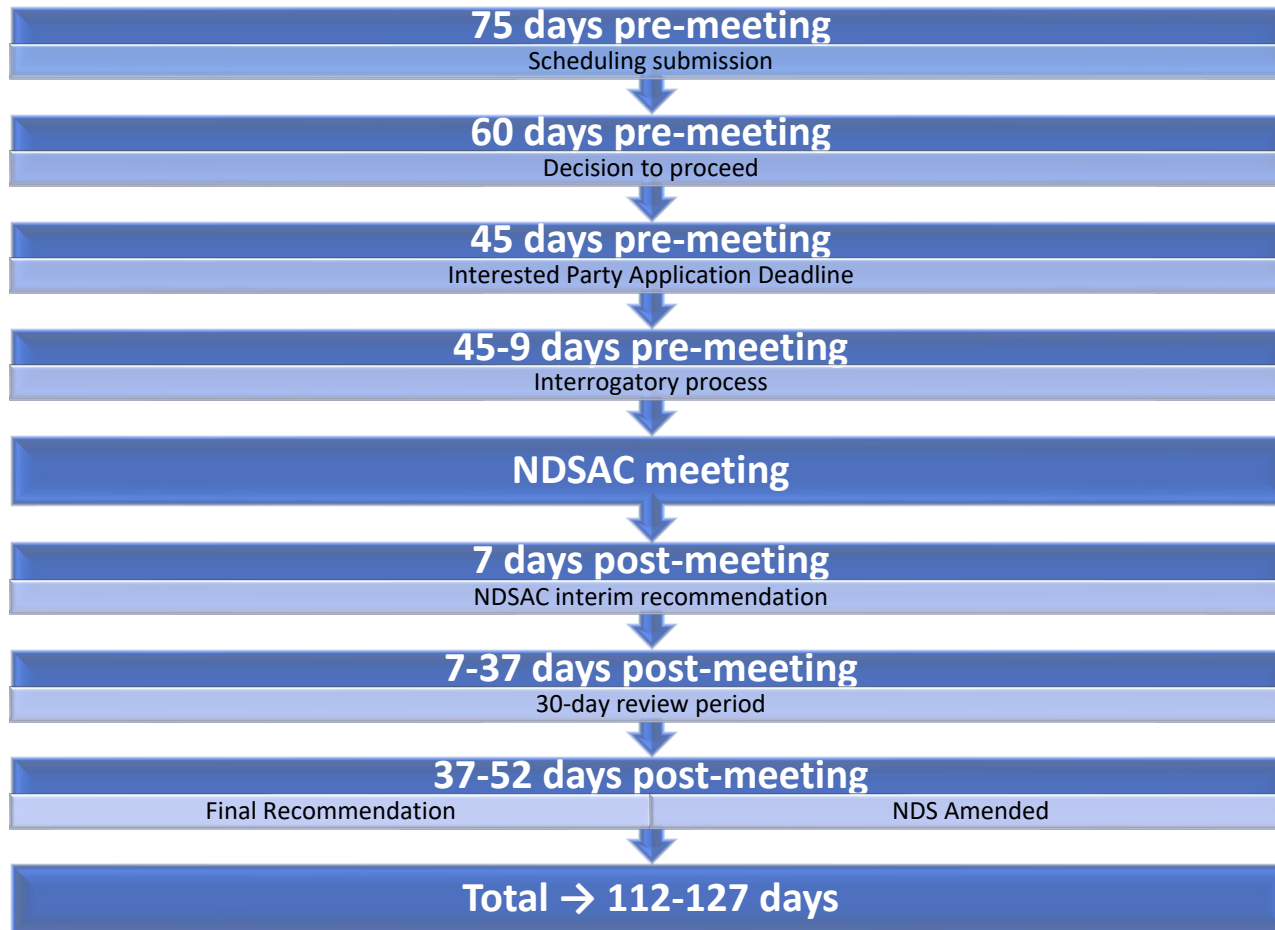 75 days pre-meeting
Scheduling submission
60 days pre-meeting
Decision to proceed
45 days pre-meeting
Interested Party Application Deadline
45-9 days pre-meeting
Interrogatory process
NDSAC meeting
7 days post-meeting
NDSAC interim recommendation
7-37 days post-meeting
30-day review period
37-52 days post-meeting
Final Recommendation
NDS Amended
Total → 112-127 days